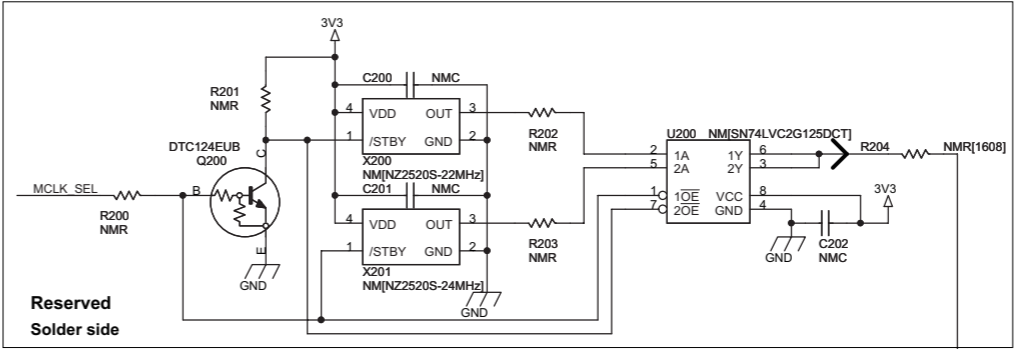 3V3
C200 NMC
R201
NMR
4 VDD OUT 3
1 /STBY GND 2
R202
NMR
X200
NM[NZ2520S-22MHz]
U200 NM[SN74LVC2G125DCT]
R204
NMR[1608]
2 1A 1Y 6
5 2A 2Y 3
1 1OE VCC 8
7 2OE GND 4
3V3
C202
NMC
GND
DTC124EUB
Q200
C
B
E
GND
MCLK_SEL
R200
NMR
C201 NMC
4 VDD OUT 3
1 /STBY GND 2
R203
NMR
X201
NM[NZ2520S-24MHz]
GND
Reserved
Solder side